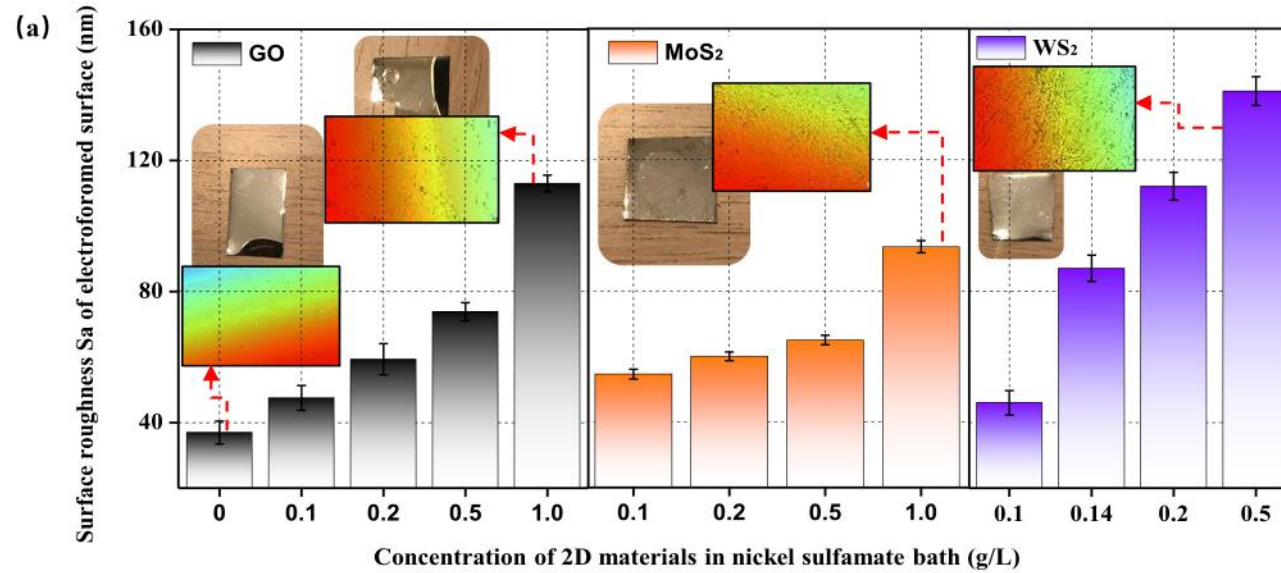 (a)
Surface roughness Sa of electroforomed surface (nm)
160
120
80
40
GO
MoS₂
WS₂
0 0.1 0.2 0.5 1.0 0.1 0.2 0.5 1.0 0.1 0.14 0.2 0.5
Concentration of 2D materials in nickel sulfamate bath (g/L)